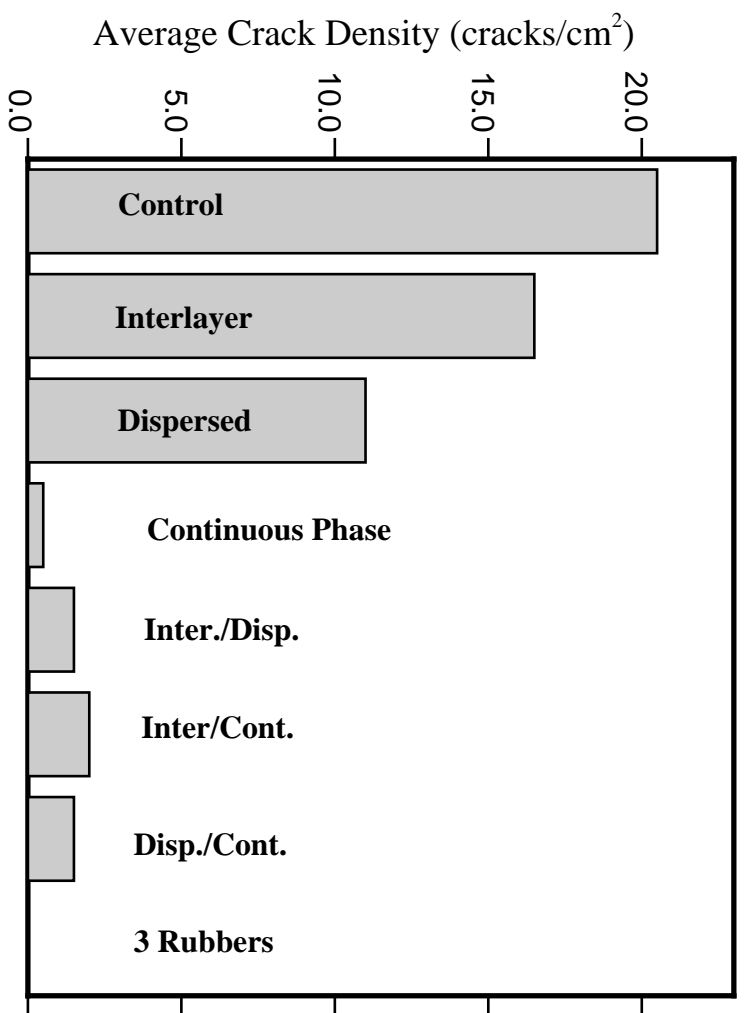 Average Crack Density (cracks/cm²)
0.0
5.0
10.0
15.0
20.0
Control
Interlayer
Dispersed
Continuous Phase
Inter./Disp.
Inter/Cont.
Disp./Cont.
3 Rubbers